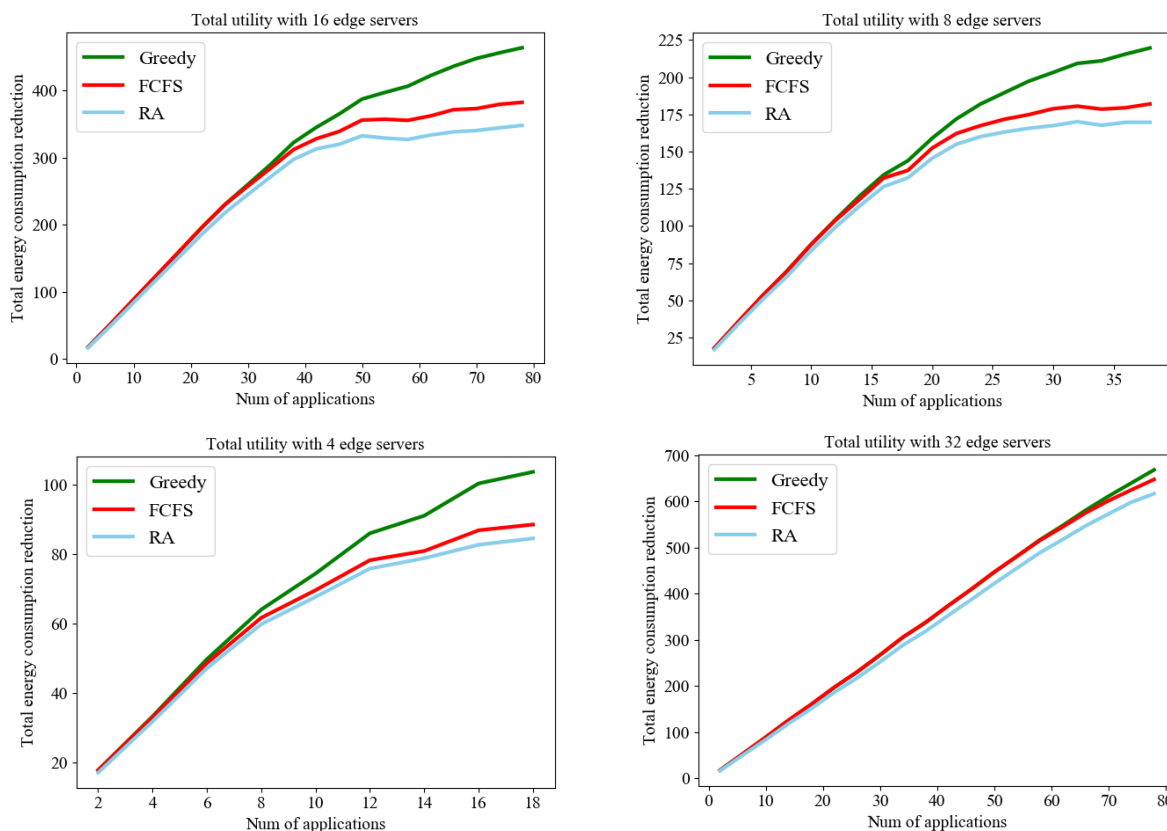 Total utility with 16 edge servers
Greedy
FCFS
RA
Total energy consumption reduction
400
300
200
100
0
0 10 20 30 40 50 60 70 80
Num of applications
Total utility with 8 edge servers
Greedy
FCFS
RA
Total energy consumption reduction
225
200
175
150
125
100
75
50
25
5 10 15 20 25 30 35
Num of applications
Total utility with 4 edge servers
Greedy
FCFS
RA
Total energy consumption reduction
100
80
60
40
20
2 4 6 8 10 12 14 16 18
Num of applications
Total utility with 32 edge servers
Greedy
FCFS
RA
Total energy consumption reduction
700
600
500
400
300
200
100
0
0 10 20 30 40 50 60 70 80
Num of applications